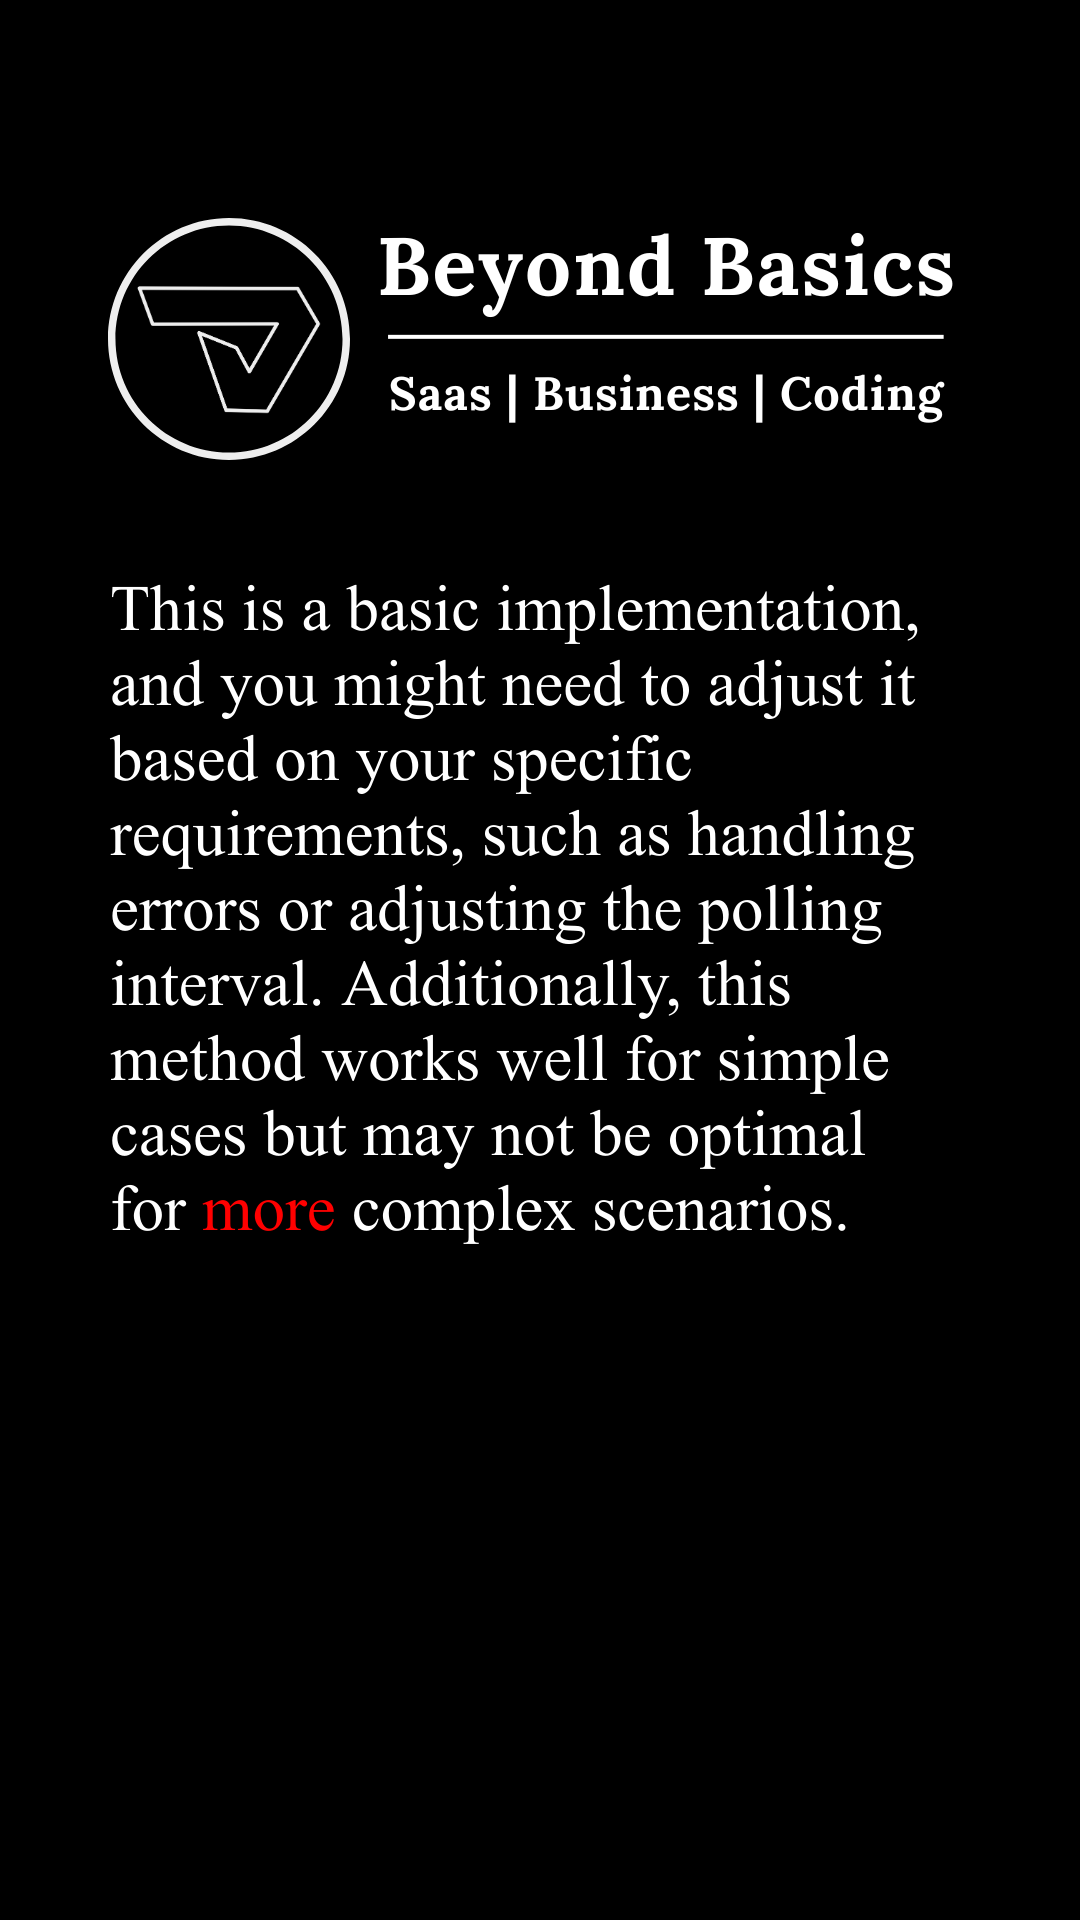 Beyond Basics
Saas | Business | Coding
This is a basic implementation,
and you might need to adjust it
based on your specific
requirements, such as handling
errors or adjusting the polling
interval. Additionally, this
method works well for simple
cases but may not be optimal
for more complex scenarios.